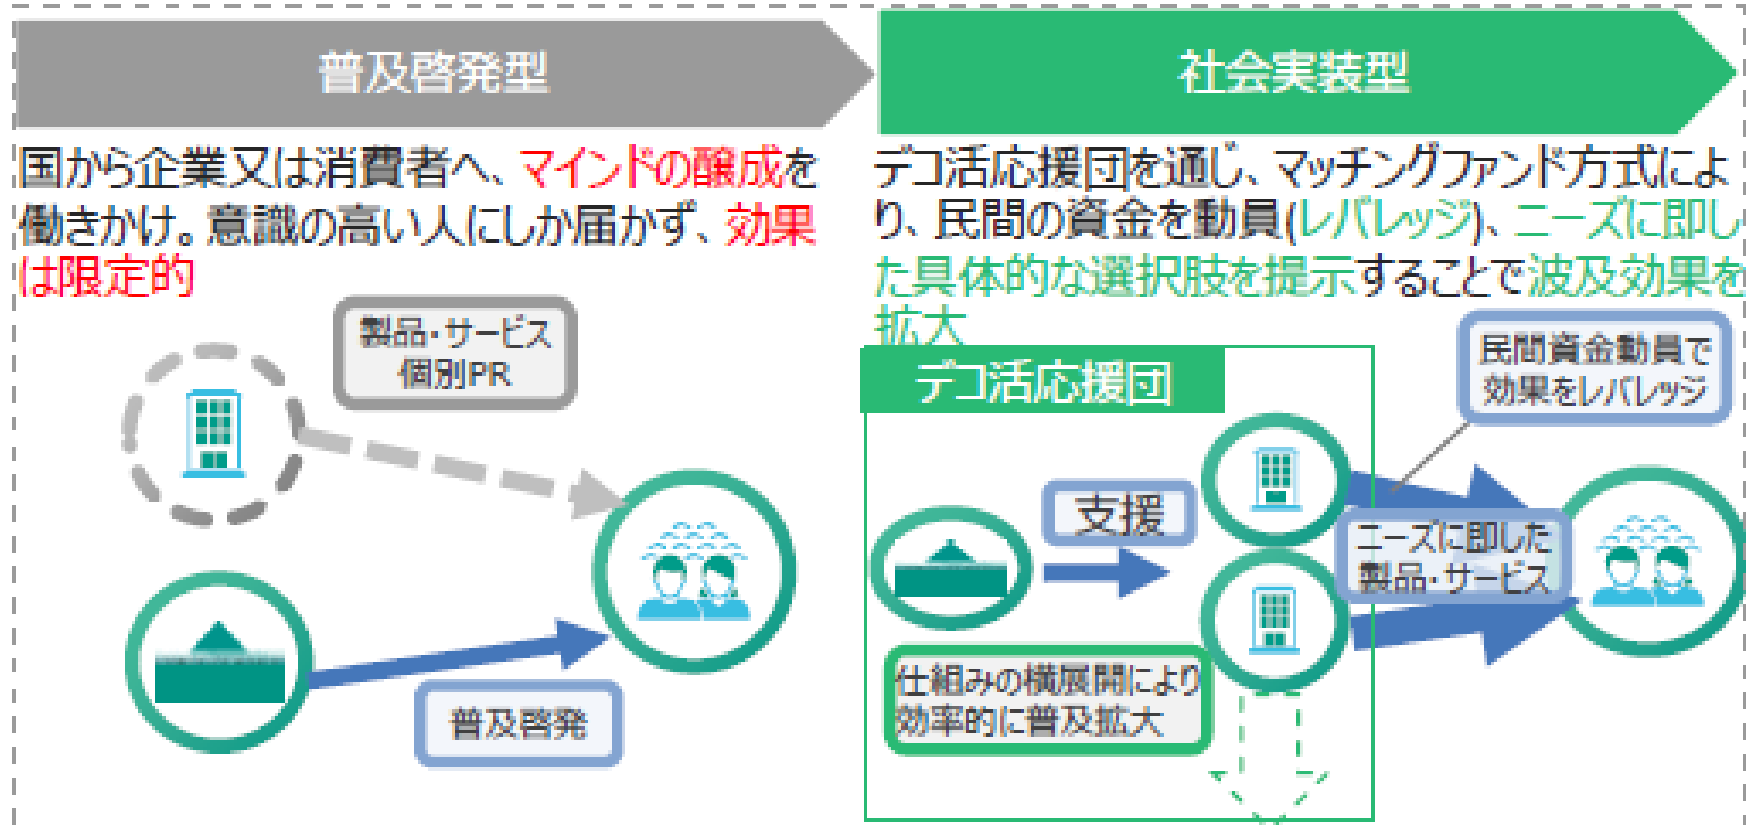 普及啓発型
国から企業又は消費者へ、マインドの醸成を
働きかけ。意識の高い人にしか届かず、効果
は限定的
製品・サービス
個別PR
普及啓発
社会実装型
デコ活応援団を通じ、マッチングファンド方式によ
り、民間の資金を動員(レバレッジ)、ニーズに即し
た具体的な選択肢を提示することで波及効果を
拡大
デコ活応援団
民間資金動員で
効果をレバレッジ
支援
ニーズに即した
製品・サービス
仕組みの横展開により
効率的に普及拡大